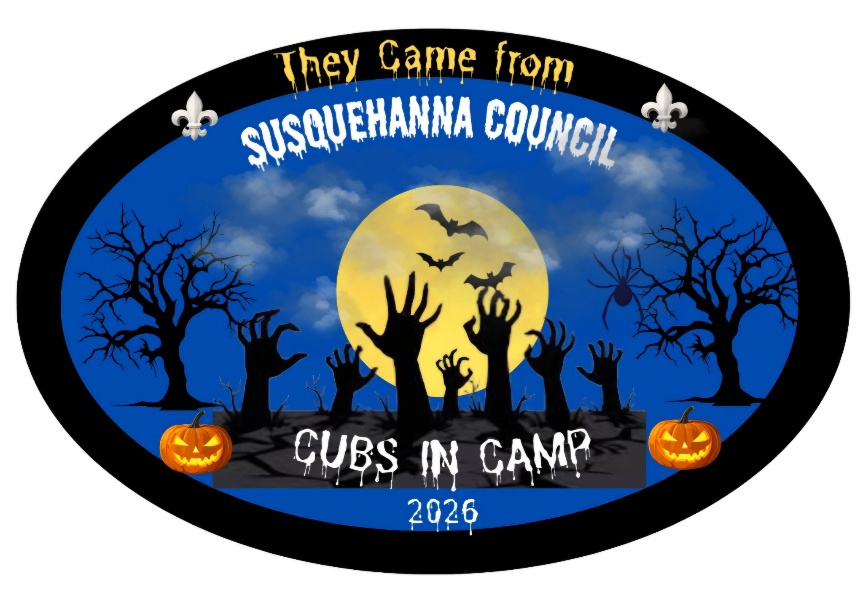 They Came from
SUSQUEHANNA COUNCIL
CUBS IN CAMP
2026